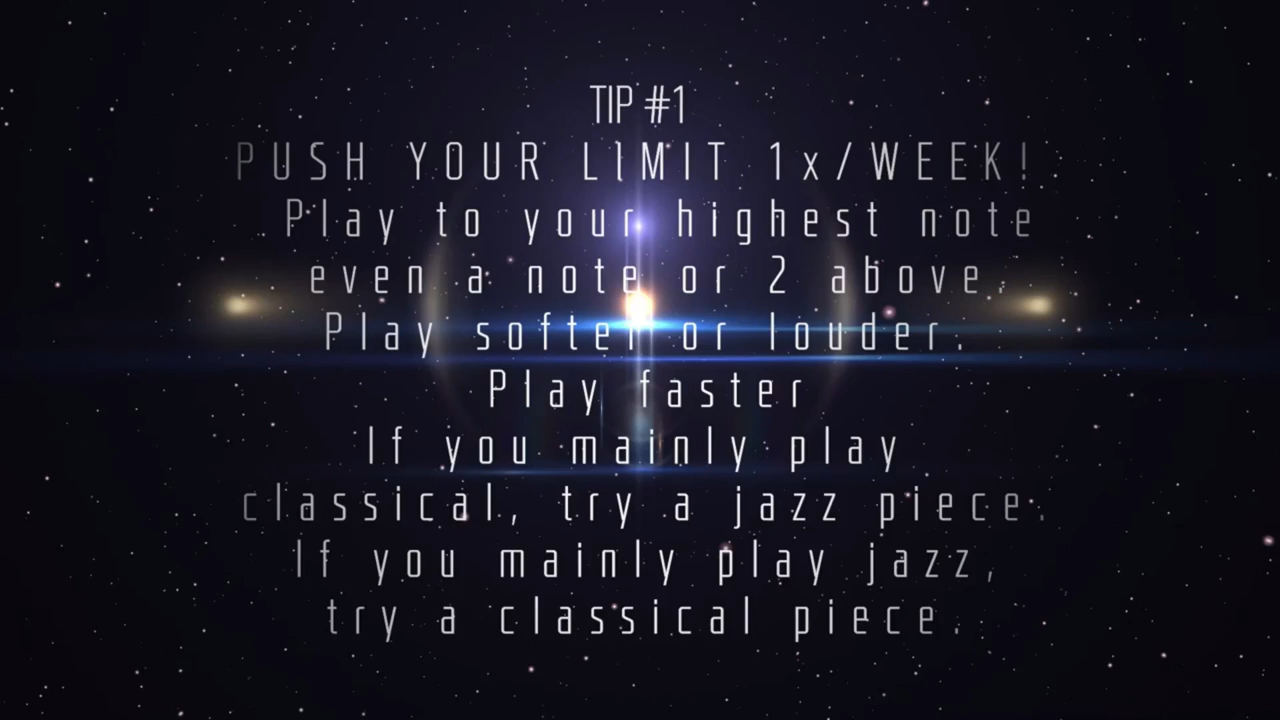 TIP #1
PUSH YOUR LIMIT 1x/WEEK!
Play to your highest note
even a note or 2 above.
Play softer or louder.
Play faster
If you mainly play
classical, try a jazz piece.
If you mainly play jazz,
try a classical piece.